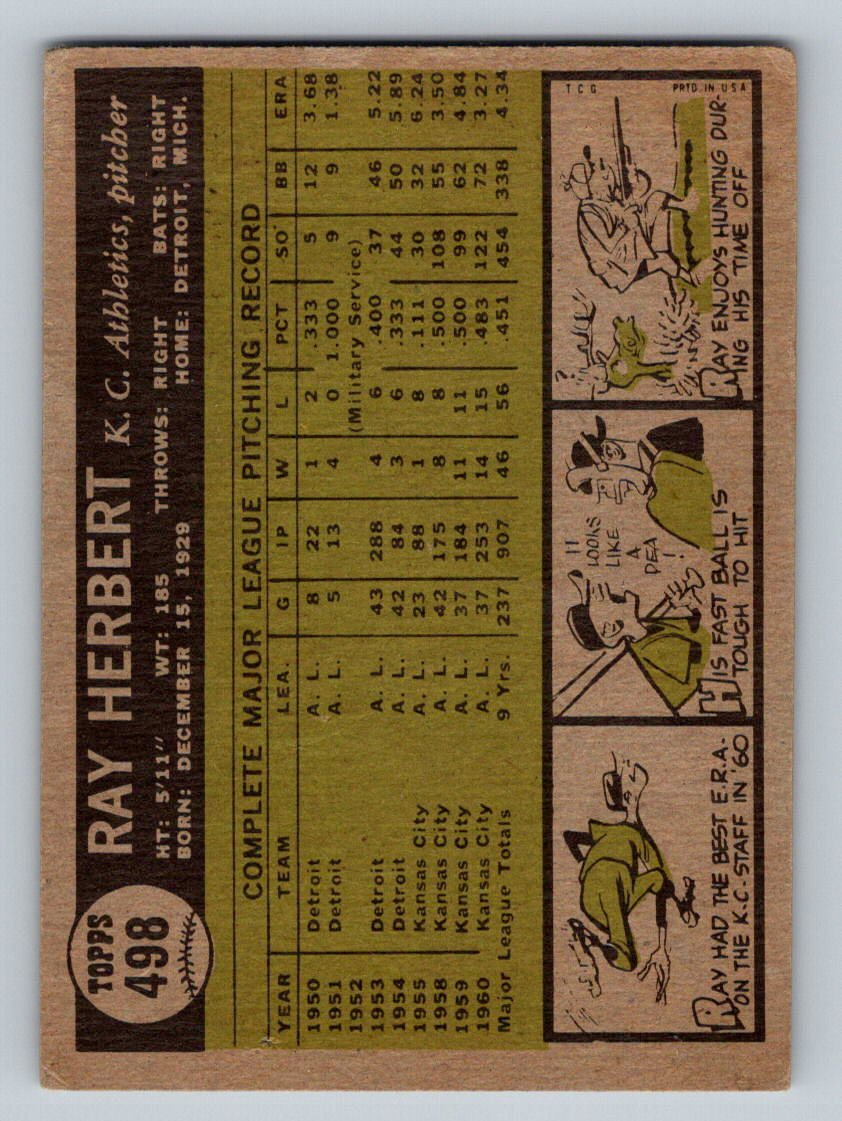 TOPPS
498
RAY HERBERT K. C. Athletics, pitcher
HT: 5'11" WT: 185 THROWS: RIGHT BATS: RIGHT
BORN: DECEMBER 15, 1929 HOME: DETROIT, MICH.
COMPLETE MAJOR LEAGUE PITCHING RECORD
YEAR TEAM LEA. G IP W L PCT SO BB ERA
1950 Detroit A. L. 8 22 1 2 .333 5 12 3.68
1951 Detroit A. L. 5 13 4 0 1.000 9 9 1.38
1952 (Military Service)
1953 Detroit A. L. 43 288 4 6 .400 37 46 5.22
1954 Detroit A. L. 42 84 3 6 .333 44 50 5.89
1955 Kansas City A. L. 23 88 1 8 .111 30 32 6.24
1958 Kansas City A. L. 42 175 8 8 .500 108 55 3.50
1959 Kansas City A. L. 37 184 11 11 .500 99 62 4.84
1960 Kansas City A. L. 37 253 14 15 .483 122 72 3.27
Major League Totals 9 Yrs. 237 907 46 56 .451 454 338 4.34
RAY HAD THE BEST E.R.A.
ON THE K.C. STAFF IN '60
IT
LOOKS
LIKE
A
PEA
!
HIS FAST BALL IS
TOUGH TO HIT
?
T C G PRTD. IN USA
RAY ENJOYS HUNTING DUR-
ING HIS TIME OFF